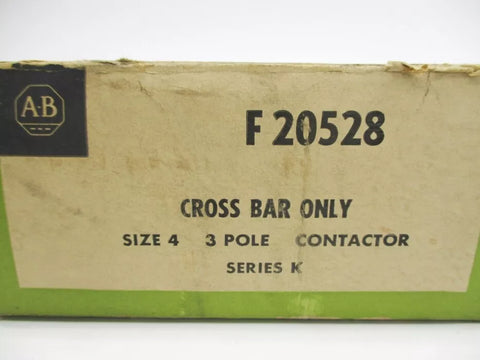 A-B
F 20528
CROSS BAR ONLY
SIZE 4 3 POLE CONTACTOR
SERIES K